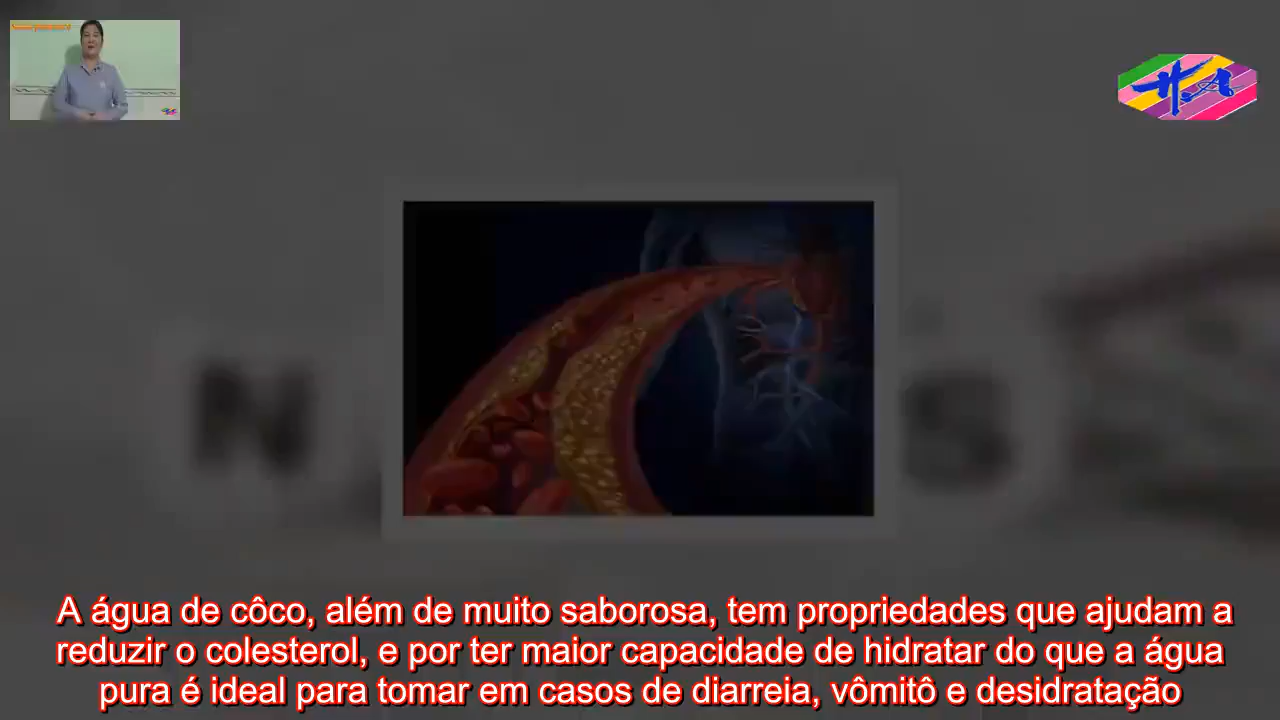 HA
N S
A água de côco, além de muito saborosa, tem propriedades que ajudam a
reduzir o colesterol, e por ter maior capacidade de hidratar do que a água
pura é ideal para tomar em casos de diarreia, vômitô e desidratação